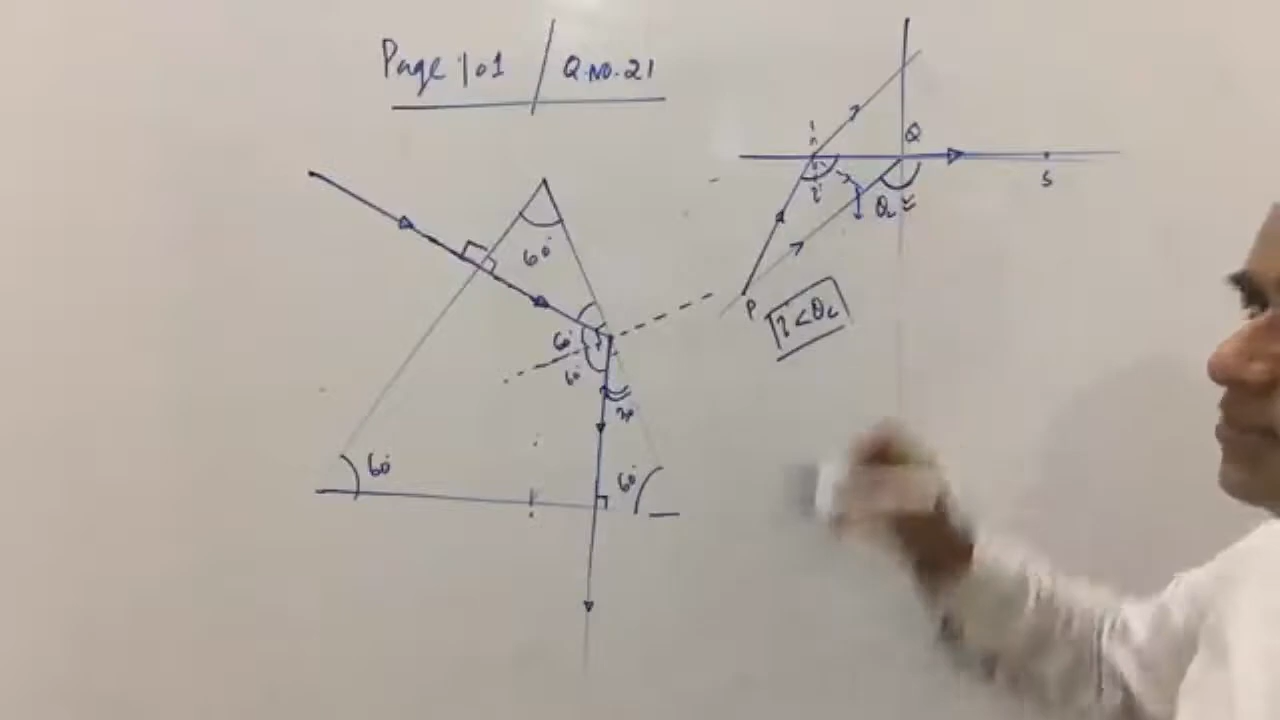 Page 101 / Q.NO.21
60°
60°
60°
60°
60°
30
Q
i
θc
S
P
i < θc